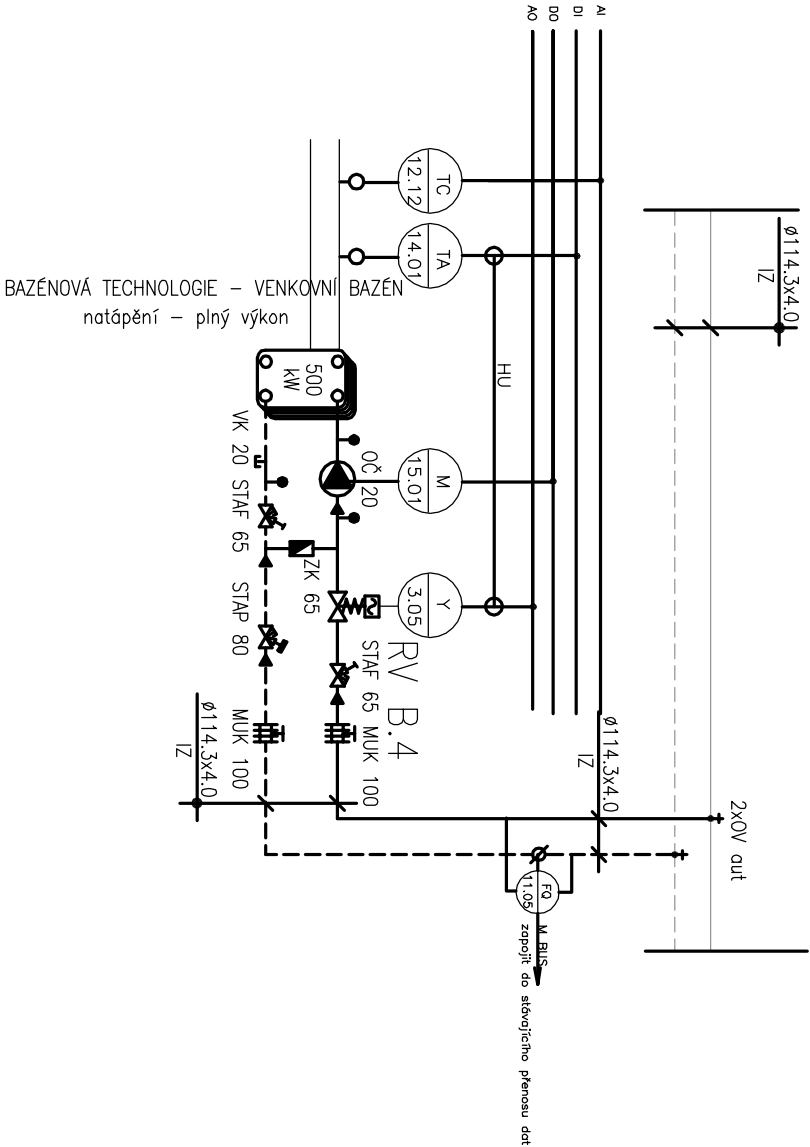 AO
DO
DI
AI
TC
12.12
TA
14.01
HU
M
15.01
Y
3.05
ø114.3x4.0
IZ
BAZÉNOVÁ TECHNOLOGIE – VENKOVNÍ BAZÉN
natápění – plný výkon
500
kW
OČ 20
VK 20
STAF 65
ZK 65
STAP 80
RV B.4
STAF 65
MUK 100
MUK 100
ø114.3x4.0
IZ
ø114.3x4.0
IZ
2xOV aut
FQ
11.05
M BUS
zapojit do stávajícího přenosu dat